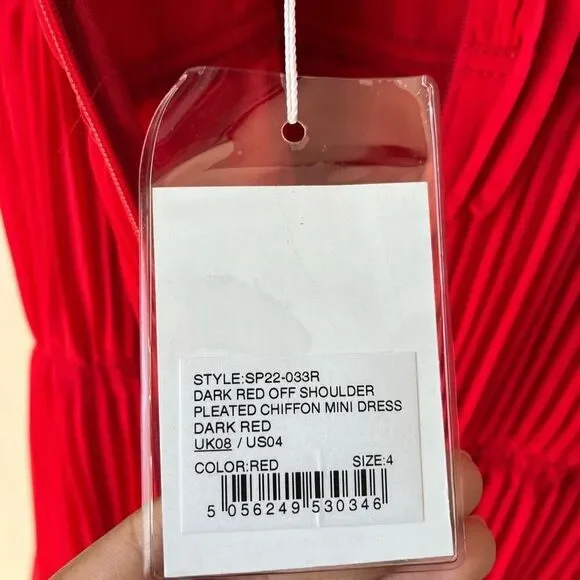 STYLE:SP22-033R
DARK RED OFF SHOULDER
PLEATED CHIFFON MINI DRESS
DARK RED
UK08 / US04
COLOR:RED SIZE:4
5 056249 530346